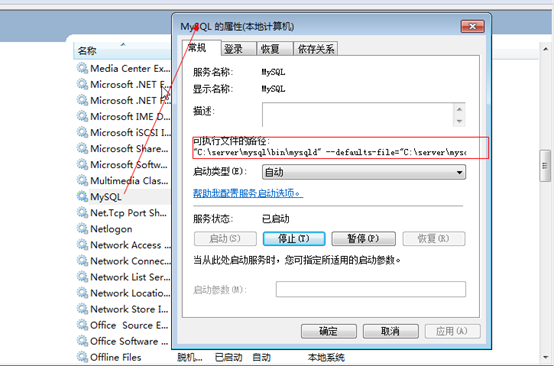 MySQL 的属性(本地计算机)
常规 登录 恢复 依存关系
服务名称: MySQL
显示名称: MySQL
描述:
可执行文件的路径:
"C:\server\mysql\bin\mysqld" --defaults-file="C:\server\mysc
启动类型(E): 自动
帮助我配置服务启动选项。
服务状态: 已启动
启动(S) 停止(T) 暂停(P) 恢复(R)
当从此处启动服务时，您可指定所适用的启动参数。
启动参数(M):
确定 取消 应用(A)
名称
Media Center Ex...
Microsoft .NET F...
Microsoft .NET F...
Microsoft IME D...
Microsoft iSCSI I...
Microsoft Share...
Microsoft Softw...
Multimedia Clas...
MySQL
Net.Tcp Port Sh...
Netlogon
Network Access ...
Network Connec...
Network List Ser...
Network Locatio...
Network Store I...
Office Source E...
Office Software ...
Offline Files 脱机... 已启动 自动 本地系统